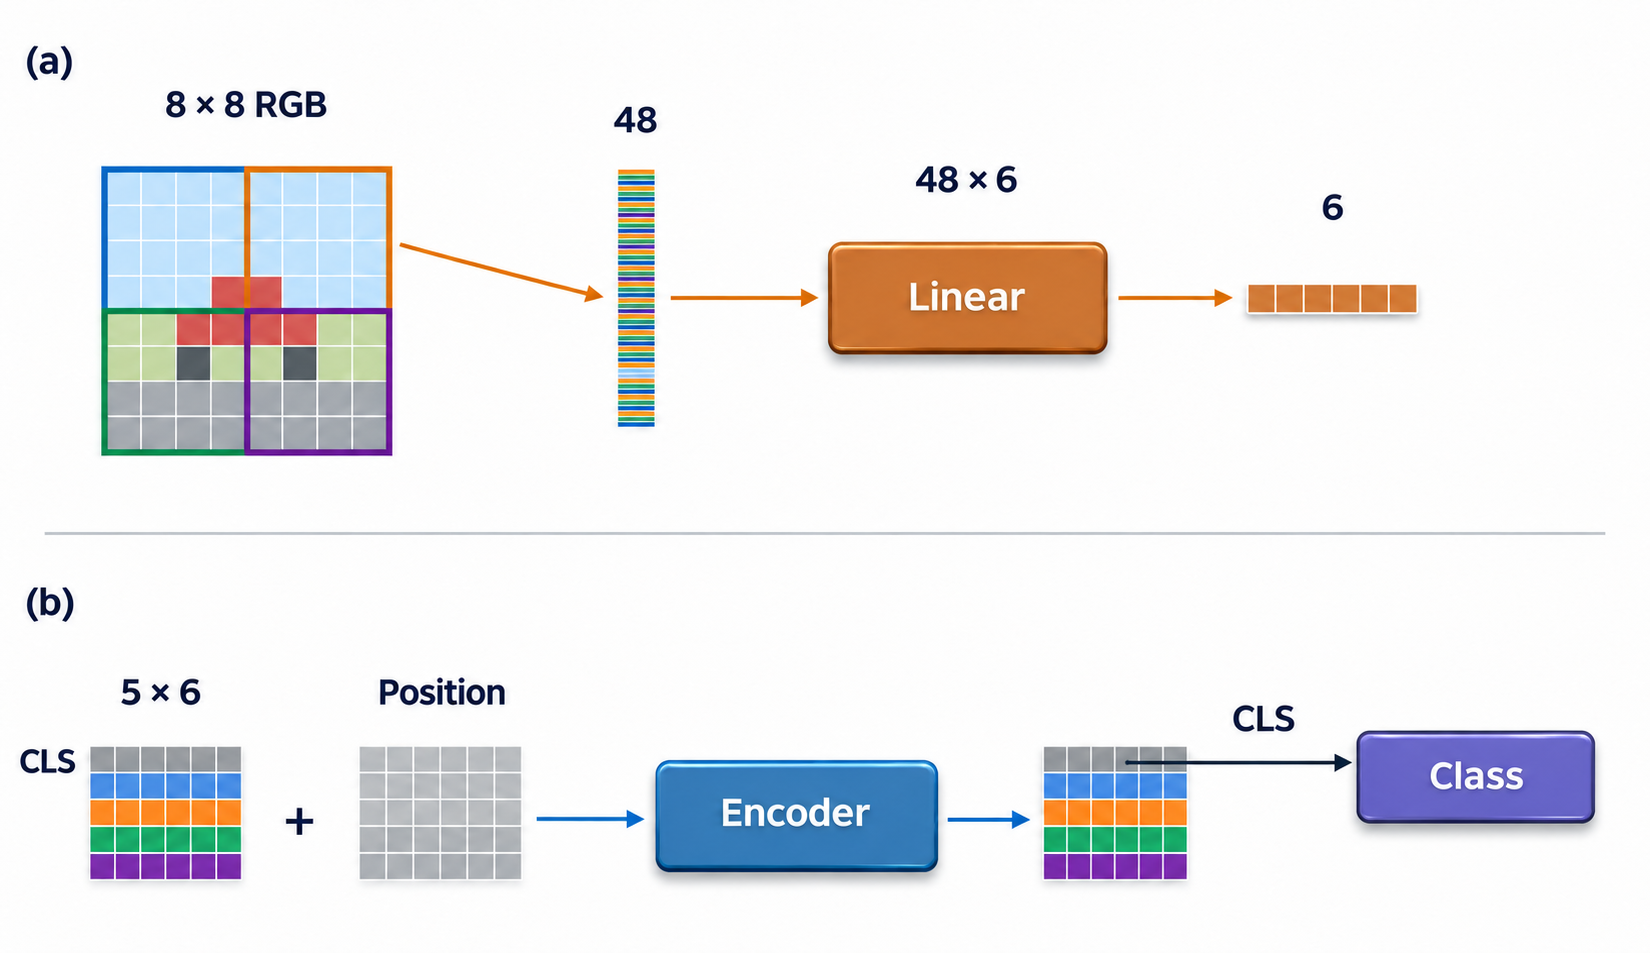 (a)
8 × 8 RGB
48
48 × 6
6
Linear
(b)
5 × 6
Position
CLS
CLS
+
Encoder
Class